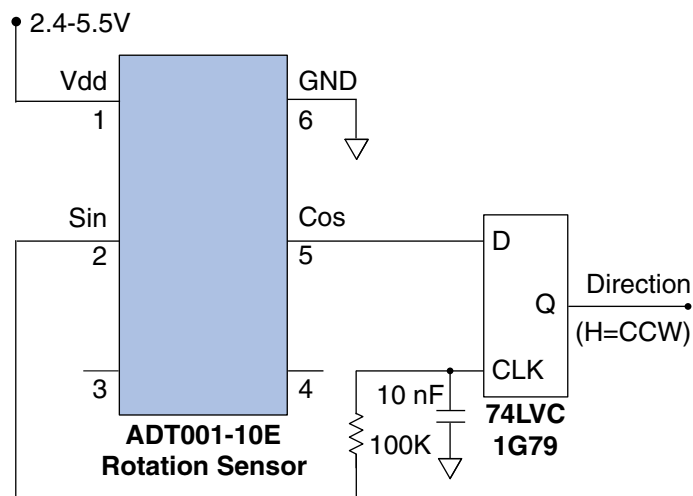 2.4-5.5V
Vdd
GND
1
6
Sin
Cos
2
5
D
Q
Direction
(H=CCW)
CLK
3
4
10 nF
100K
74LVC
1G79
ADT001-10E
Rotation Sensor